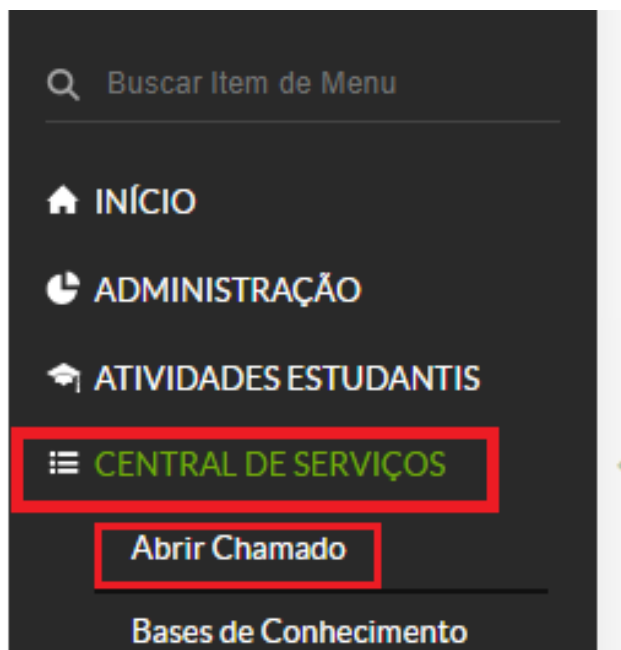 Buscar Item de Menu
INÍCIO
ADMINISTRAÇÃO
ATIVIDADES ESTUDANTIS
CENTRAL DE SERVIÇOS
Abrir Chamado
Bases de Conhecimento